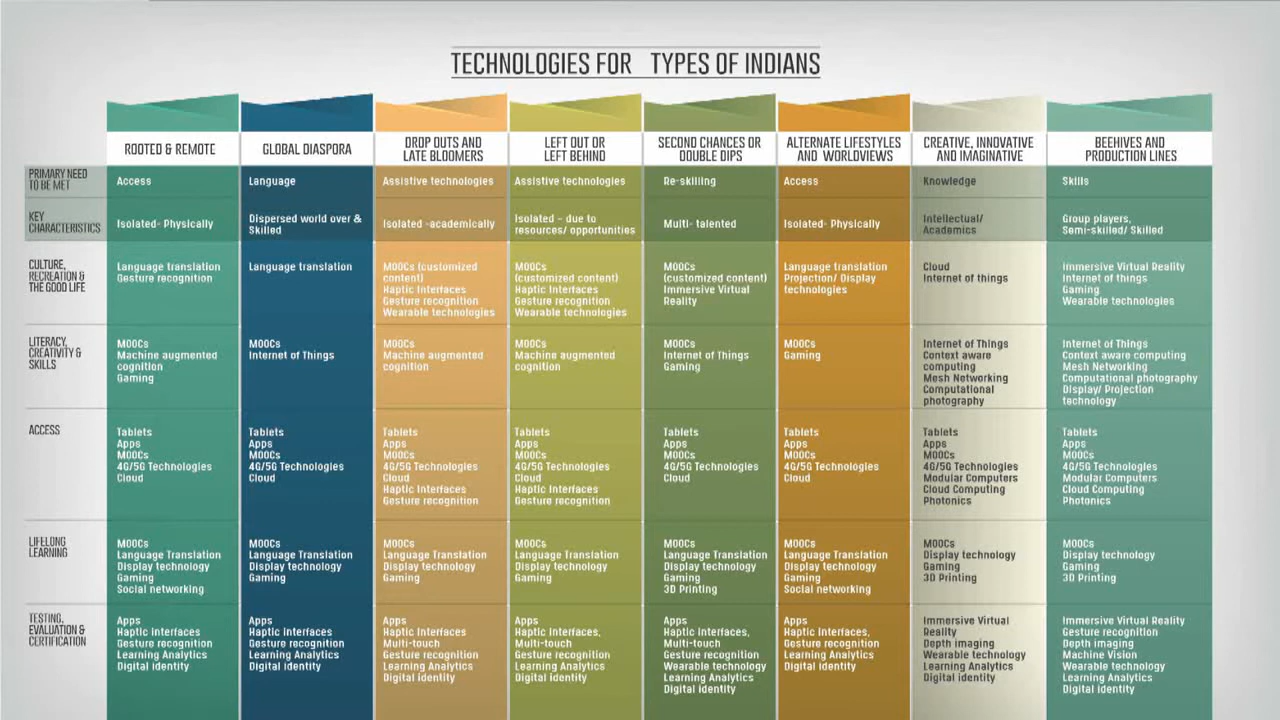 TECHNOLOGIES FOR TYPES OF INDIANS
ROOTED & REMOTE
GLOBAL DIASPORA
DROP OUTS AND
LATE BLOOMERS
LEFT OUT OR
LEFT BEHIND
SECOND CHANCES OR
DOUBLE DIPS
ALTERNATE LIFESTYLES
AND WORLDVIEWS
CREATIVE, INNOVATIVE
AND IMAGINATIVE
BEEHIVES AND
PRODUCTION LINES
PRIMARY NEED
TO BE MET
Access
Language
Assistive technologies
Assistive technologies
Re-skilling
Access
Knowledge
Skills
KEY
CHARACTERISTICS
Isolated- Physically
Dispersed world over &
Skilled
Isolated -academically
Isolated - due to
resources/ opportunities
Multi- talented
Isolated- Physically
Intellectual/
Academics
Group players,
Semi-skilled/ Skilled
CULTURE,
RECREATION &
THE GOOD LIFE
Language translation
Gesture recognition
Language translation
MOOCs (customized
content)
Haptic Interfaces
Gesture recognition
Wearable technologies
MOOCs
(customized content)
Haptic Interfaces
Gesture recognition
Wearable technologies
MOOCs
(customized content)
Immersive Virtual
Reality
Language translation
Projection/ Display
technologies
Cloud
Internet of things
Immersive Virtual Reality
Internet of things
Gaming
Wearable technologies
LITERACY,
CREATIVITY &
SKILLS
MOOCs
Machine augmented
cognition
Gaming
MOOCs
Internet of Things
MOOCs
Machine augmented
cognition
MOOCs
Machine augmented
cognition
MOOCs
Internet of Things
Gaming
MOOCs
Gaming
Internet of Things
Context aware
computing
Mesh Networking
Computational
photography
Internet of Things
Context aware computing
Mesh Networking
Computational photography
Display/ Projection
technology
ACCESS
Tablets
Apps
MOOCs
4G/5G Technologies
Cloud
Tablets
Apps
MOOCs
4G/5G Technologies
Cloud
Tablets
Apps
MOOCs
4G/5G Technologies
Cloud
Haptic Interfaces
Gesture recognition
Tablets
Apps
MOOCs
4G/5G Technologies
Cloud
Haptic Interfaces
Gesture recognition
Tablets
Apps
MOOCs
4G/5G Technologies
Cloud
Tablets
Apps
MOOCs
4G/5G Technologies
Cloud
Tablets
Apps
MOOCs
4G/5G Technologies
Modular Computers
Cloud Computing
Photonics
Tablets
Apps
MOOCs
4G/5G Technologies
Modular Computers
Cloud Computing
Photonics
LIFELONG
LEARNING
MOOCs
Language Translation
Display technology
Gaming
Social networking
MOOCs
Language Translation
Display technology
Gaming
MOOCs
Language Translation
Display technology
Gaming
MOOCs
Language Translation
Display technology
Gaming
MOOCs
Language Translation
Display technology
Gaming
3D Printing
MOOCs
Language Translation
Display technology
Gaming
Social networking
MOOCs
Display technology
Gaming
3D Printing
MOOCs
Display technology
Gaming
3D Printing
TESTING,
EVALUATION &
CERTIFICATION
Apps
Haptic Interfaces
Gesture recognition
Learning Analytics
Digital identity
Apps
Haptic Interfaces
Gesture recognition
Learning Analytics
Digital identity
Apps
Haptic Interfaces
Multi-touch
Gesture recognition
Learning Analytics
Digital identity
Apps
Haptic Interfaces,
Multi-touch
Gesture recognition
Learning Analytics
Digital identity
Apps
Haptic Interfaces,
Multi-touch
Gesture recognition
Wearable technology
Learning Analytics
Digital identity
Apps
Haptic Interfaces,
Gesture recognition
Learning Analytics
Digital identity
Immersive Virtual
Reality
Depth imaging
Wearable technology
Learning Analytics
Digital identity
Immersive Virtual Reality
Gesture recognition
Depth imaging
Machine Vision
Wearable technology
Learning Analytics
Digital identity